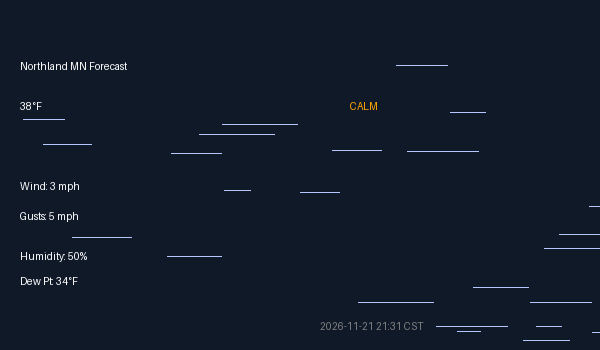 Northland MN Forecast
38°F
CALM
Wind: 3 mph
Gusts: 5 mph
Humidity: 50%
Dew Pt: 34°F
2026-11-21 21:31 CST